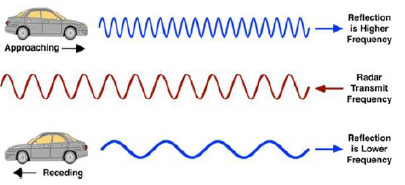 Approaching
Reflection
is Higher
Frequency
Radar
Transmit
Frequency
Receding
Reflection
is Lower
Frequency